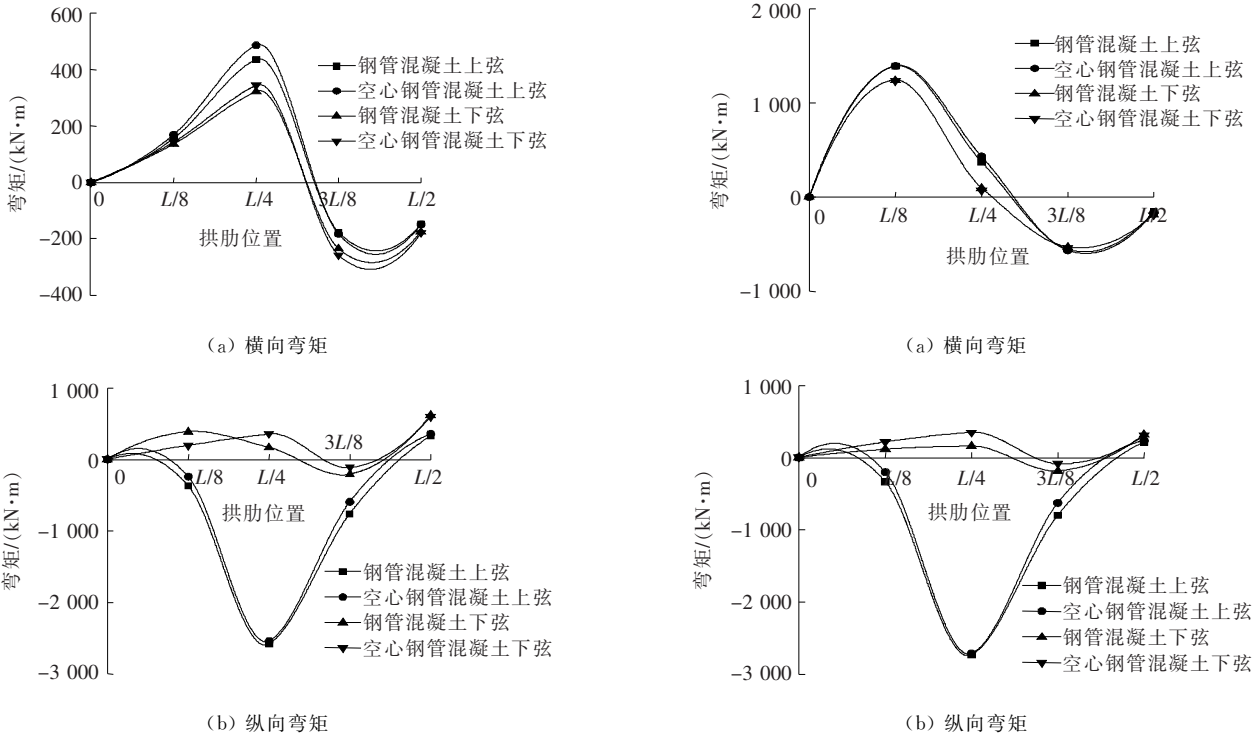 600
400
200
0
−200
−400
弯矩/(kN·m)
0
L/8
L/4
3L/8
L/2
拱肋位置
钢管混凝土上弦
空心钢管混凝土上弦
钢管混凝土下弦
空心钢管混凝土下弦
(a) 横向弯矩
2 000
1 000
0
−1 000
弯矩/(kN·m)
0
L/8
L/4
3L/8
L/2
拱肋位置
钢管混凝土上弦
空心钢管混凝土上弦
钢管混凝土下弦
空心钢管混凝土下弦
(a) 横向弯矩
1 000
0
−1 000
−2 000
−3 000
弯矩/(kN·m)
0
L/8
L/4
3L/8
L/2
拱肋位置
钢管混凝土上弦
空心钢管混凝土上弦
钢管混凝土下弦
空心钢管混凝土下弦
(b) 纵向弯矩
1 000
0
−1 000
−2 000
−3 000
弯矩/(kN·m)
0
L/8
L/4
3L/8
L/2
拱肋位置
钢管混凝土上弦
空心钢管混凝土上弦
钢管混凝土下弦
空心钢管混凝土下弦
(b) 纵向弯矩